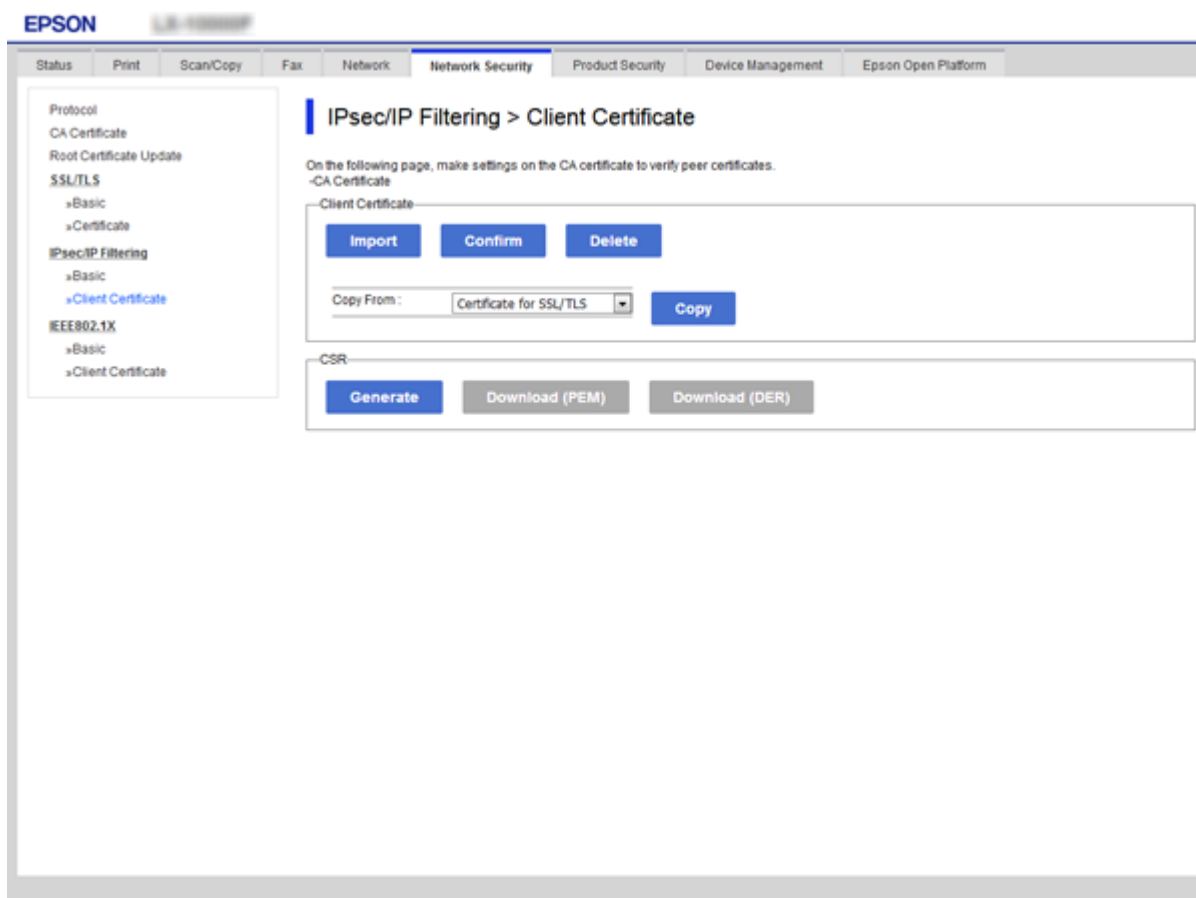 EPSON
Status Print Scan/Copy Fax Network Network Security Product Security Device Management Epson Open Platform
Protocol
CA Certificate
Root Certificate Update
SSL/TLS
»Basic
»Certificate
IPsec/IP Filtering
»Basic
»Client Certificate
IEEE802.1X
»Basic
»Client Certificate
IPsec/IP Filtering > Client Certificate
On the following page, make settings on the CA certificate to verify peer certificates.
-CA Certificate
Client Certificate
Import Confirm Delete
Copy From : Certificate for SSL/TLS Copy
CSR
Generate Download (PEM) Download (DER)